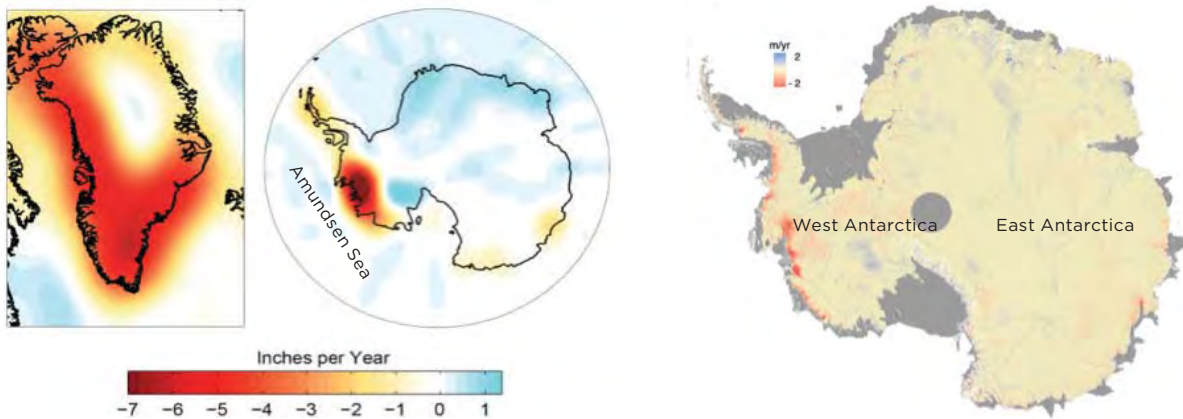 Amundsen Sea
Inches per Year
−7 −6 −5 −4 −3 −2 −1 0 1
m/yr
2
- 2
West Antarctica East Antarctica